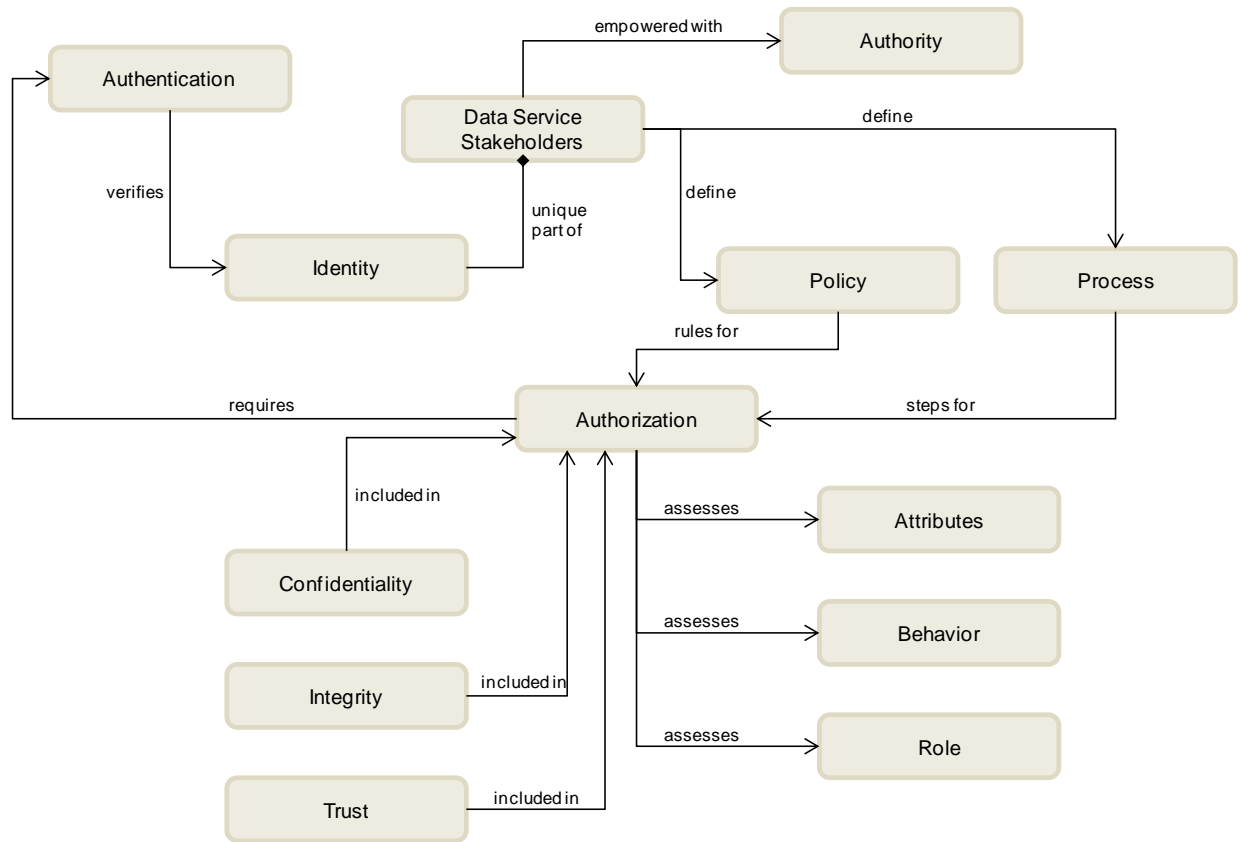 empowered with
Authority
Authentication
Data Service
Stakeholders
define
verifies
define
unique
part of
Identity
Policy
Process
rules for
requires
Authorization
steps for
included in
assesses
Attributes
Confidentiality
assesses
Behavior
included in
Integrity
assesses
Role
included in
Trust